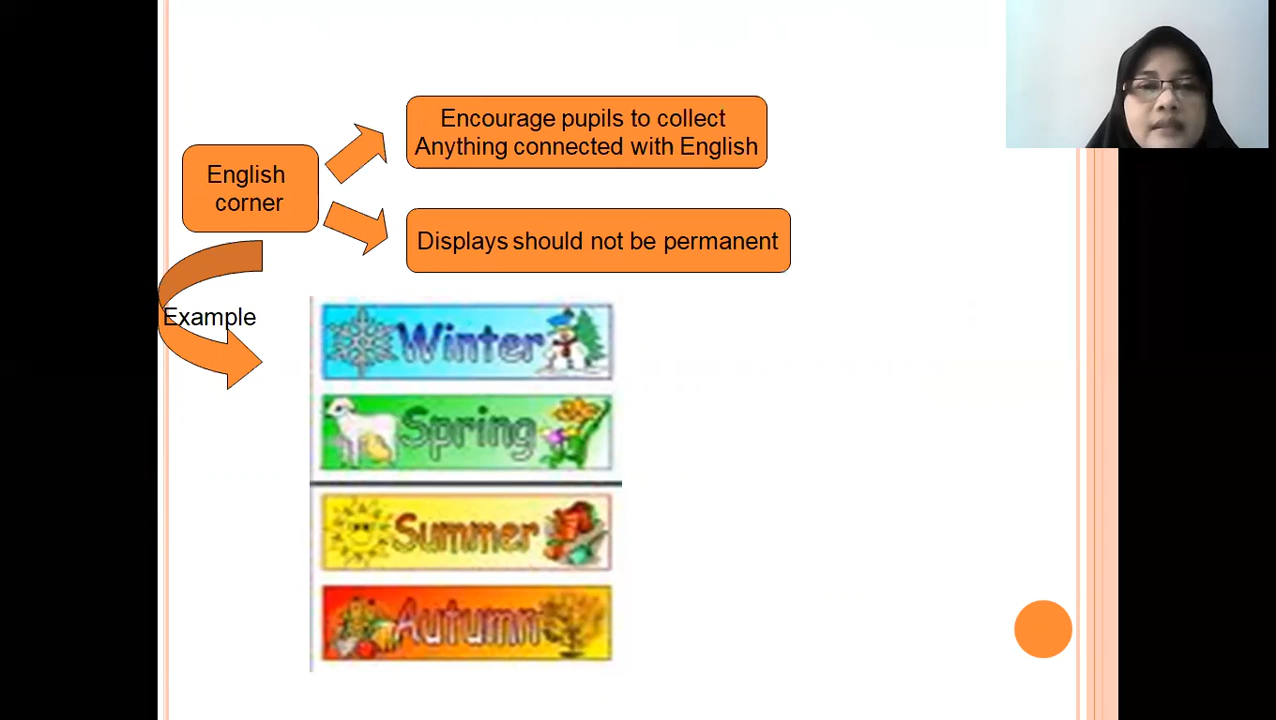 English
corner
Encourage pupils to collect
Anything connected with English
Displays should not be permanent
Example
Winter
Spring
Summer
Autumn